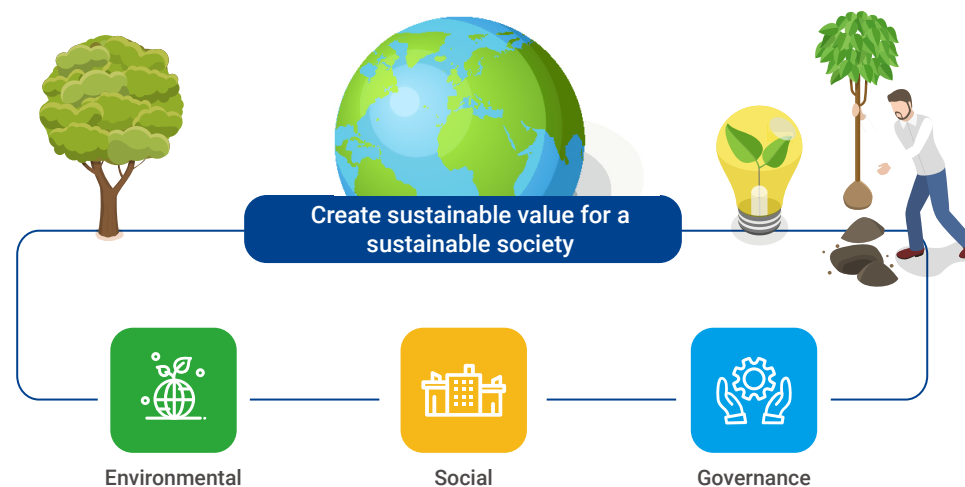 Create sustainable value for a
sustainable society
Environmental
Social
Governance